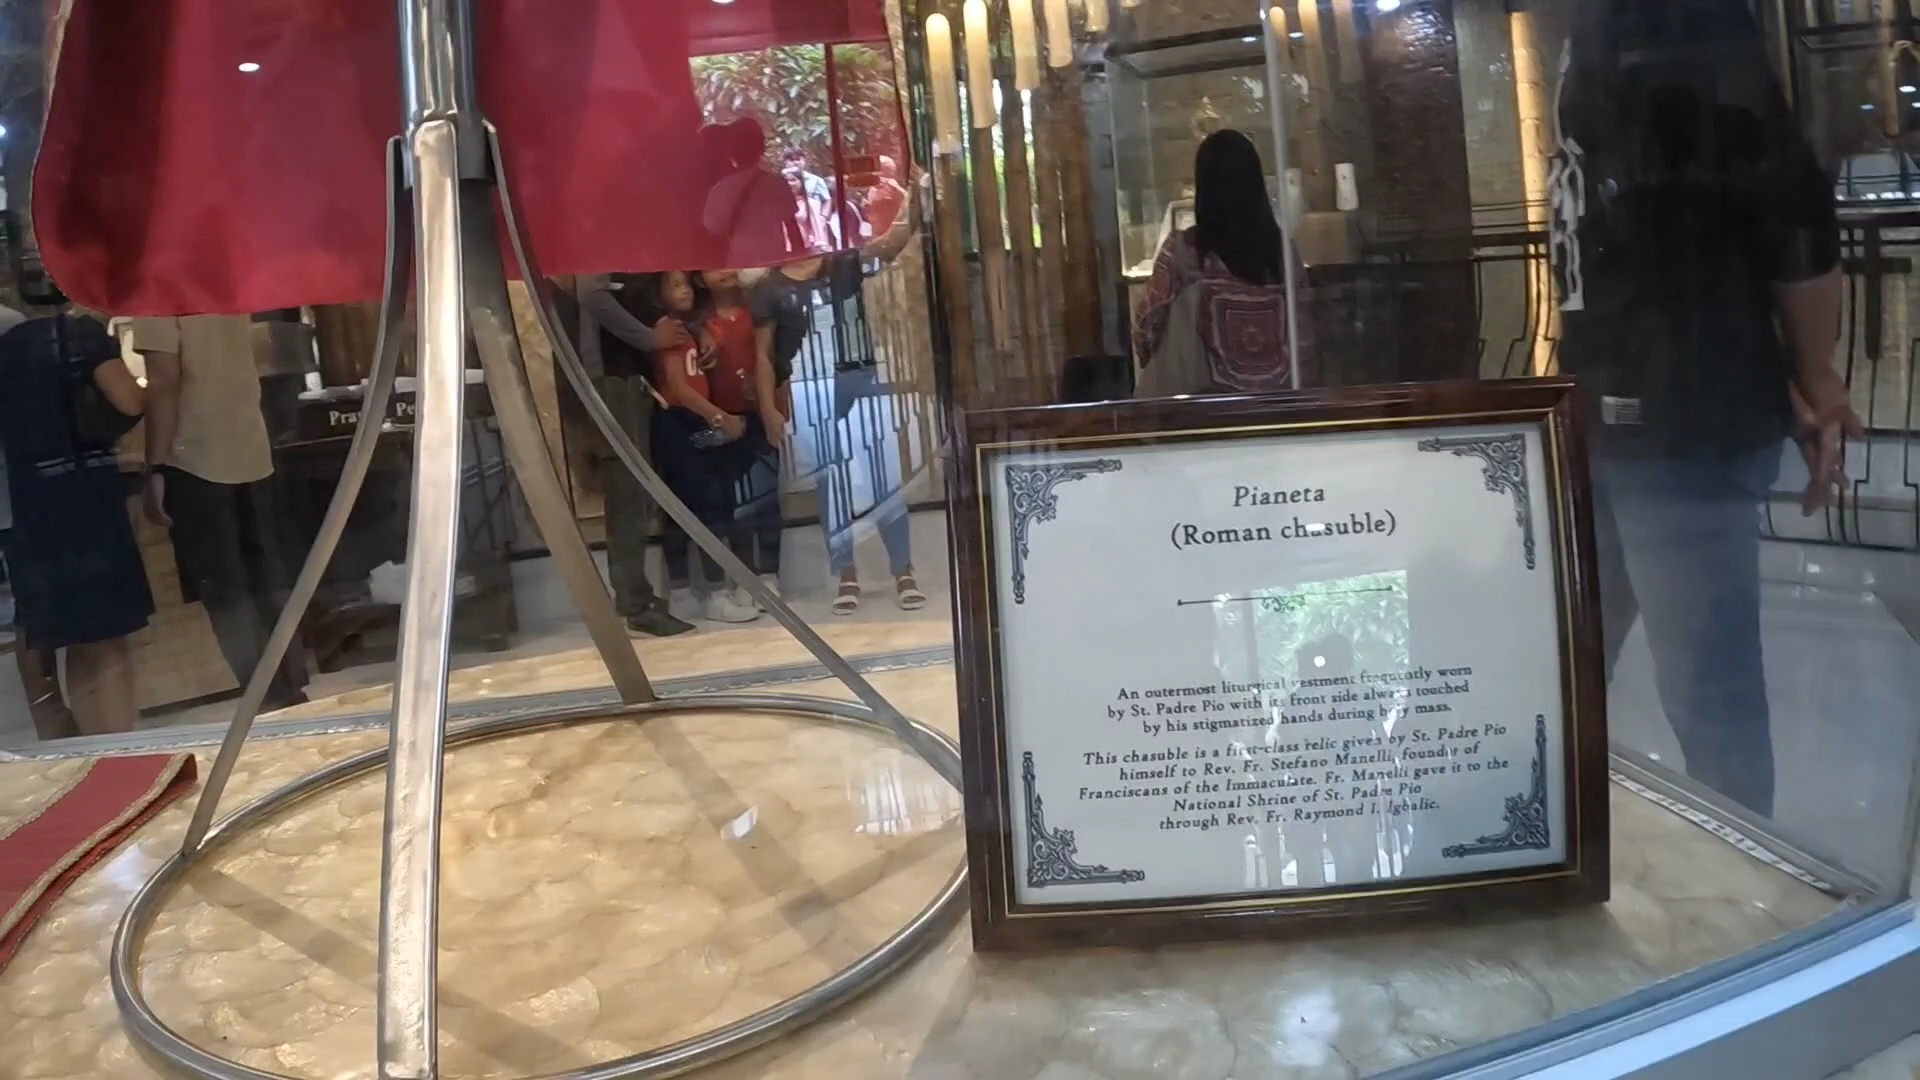 Pianeta
(Roman chasuble)
An outermost liturgical vestment frequently worn
by St. Padre Pio with its front side always touched
by his stigmatized hands during holy mass.
This chasuble is a first-class relic given by St. Padre Pio
himself to Rev. Fr. Stefano Manelli, founder of
Franciscans of the Immaculate. Fr. Manelli gave it to the
National Shrine of St. Padre Pio
through Rev. Fr. Raymond I. Igbalic.